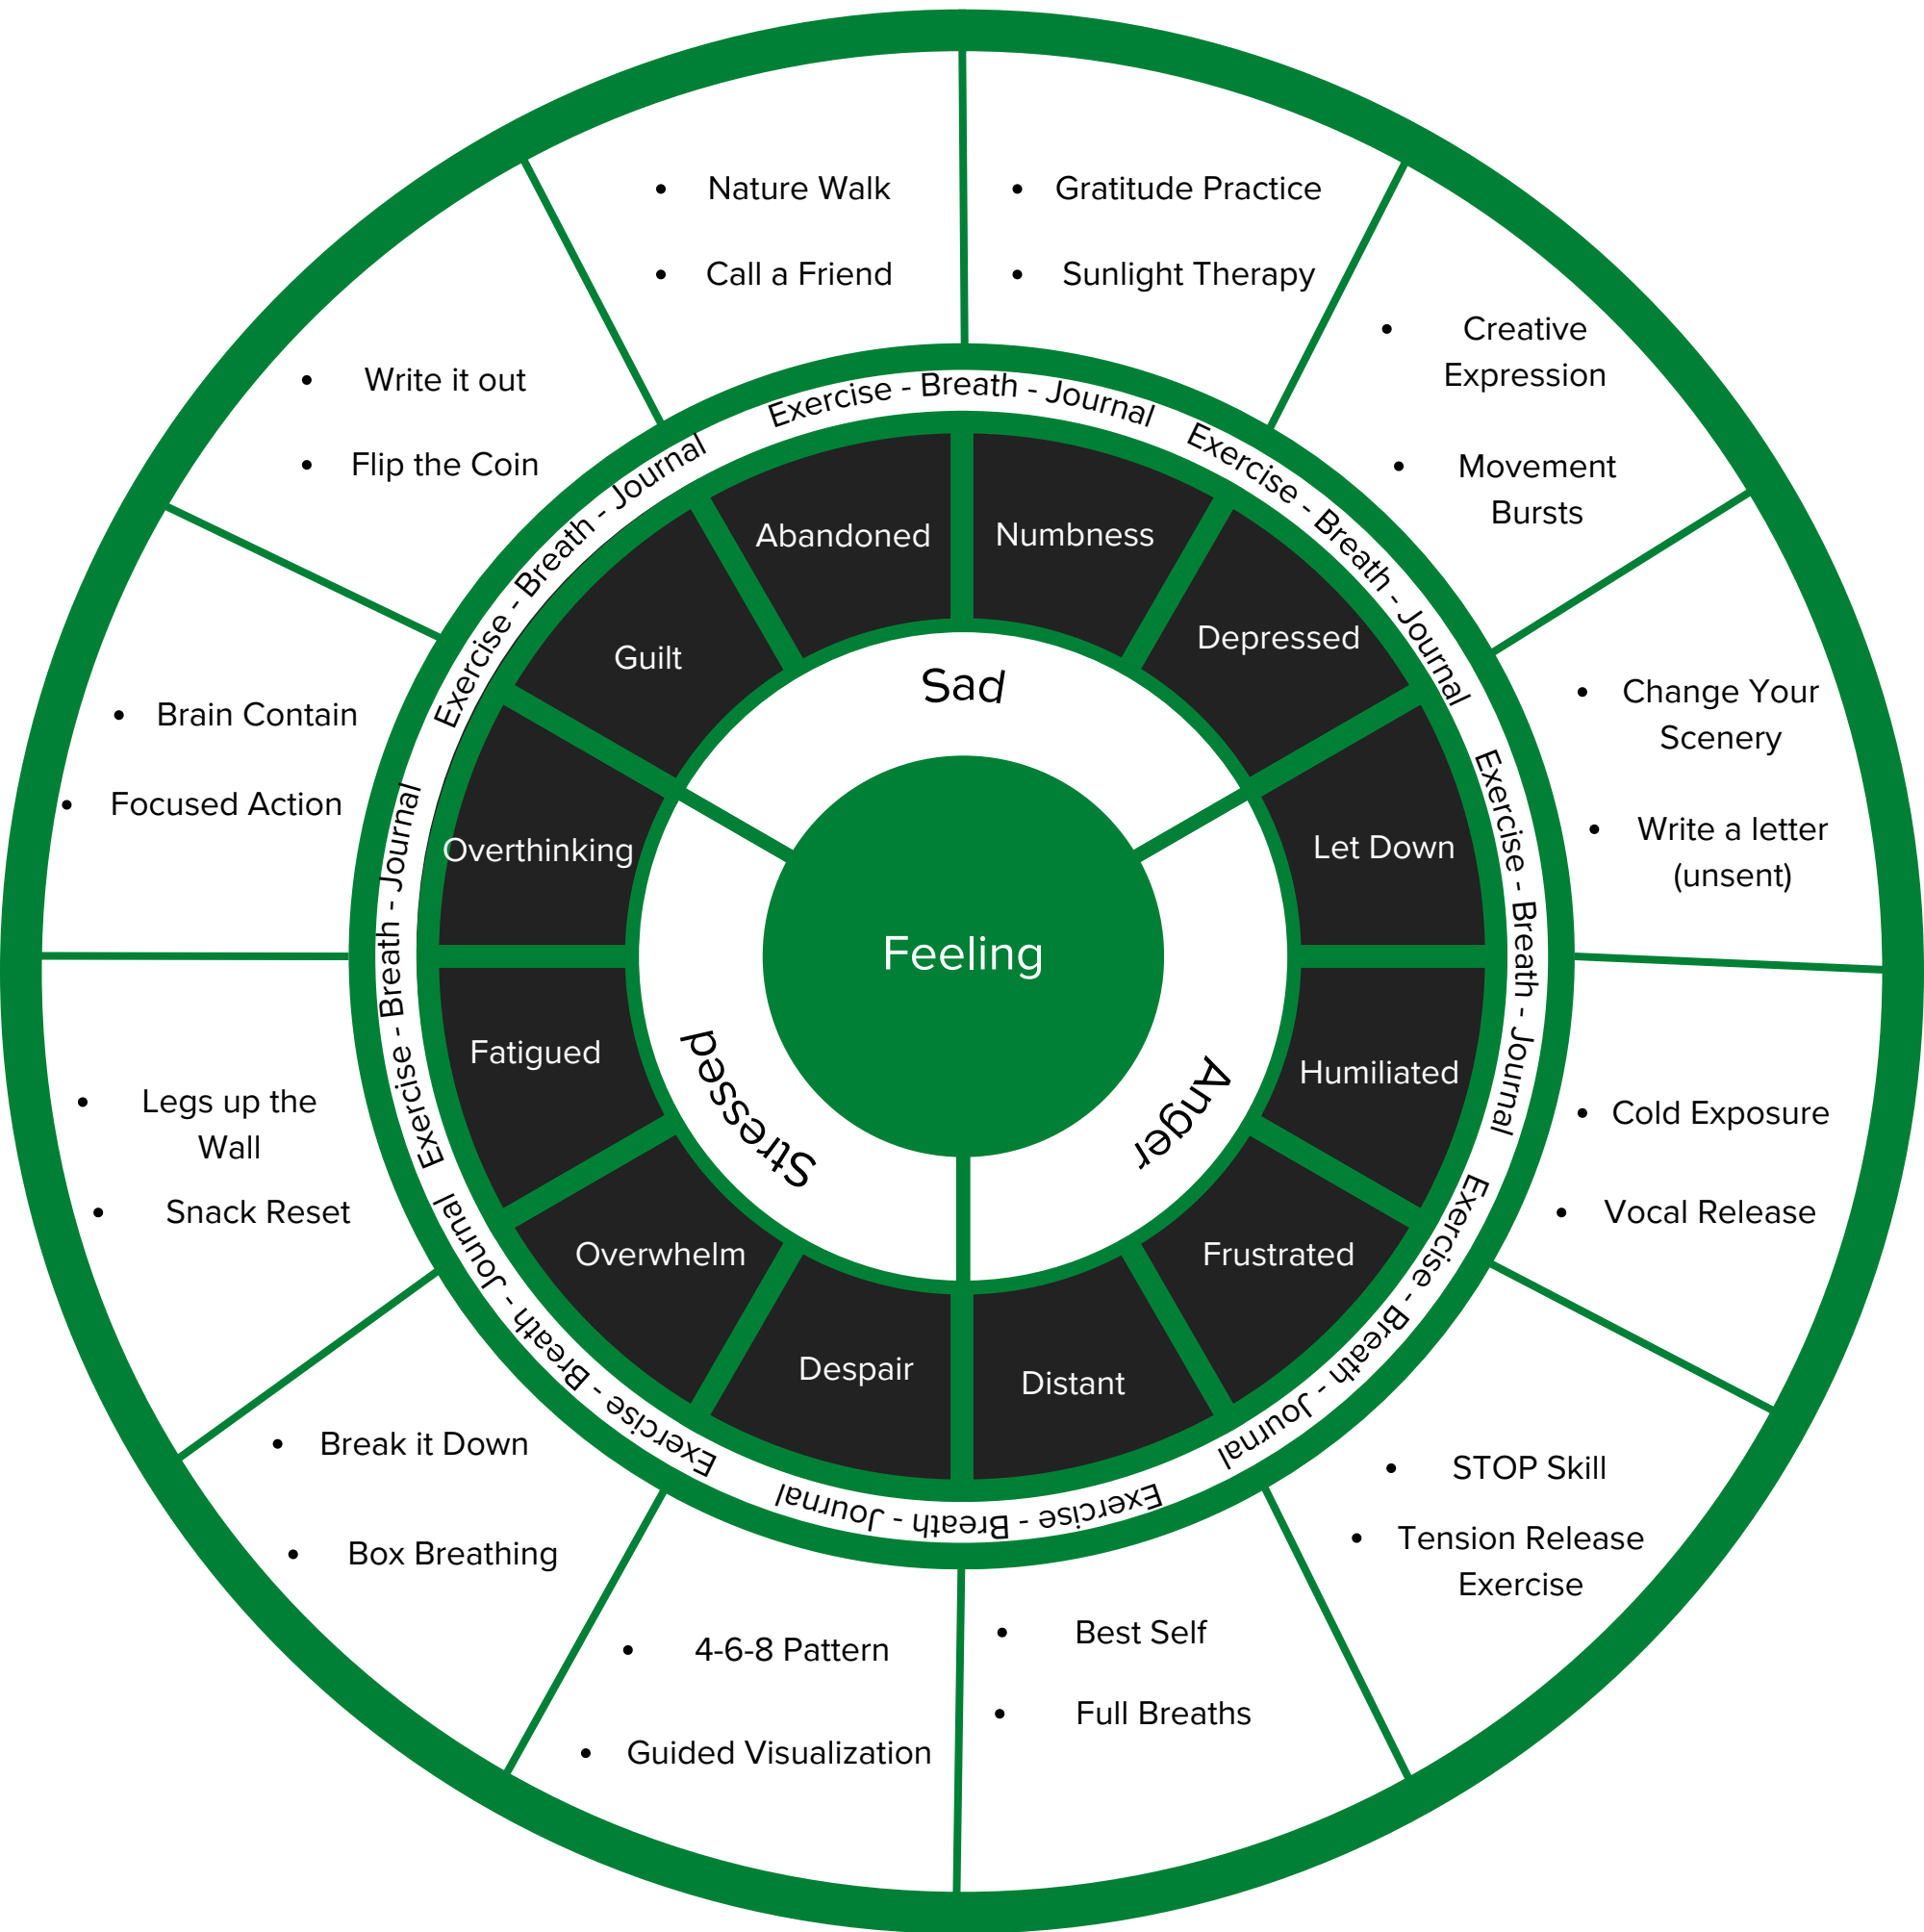 Feeling
Sad
Anger
Stressed
Abandoned
Numbness
Depressed
Let Down
Humiliated
Frustrated
Distant
Despair
Overwhelm
Fatigued
Overthinking
Guilt
Exercise - Breath - Journal
Exercise - Breath - Journal
Exercise - Breath - Journal
Exercise - Breath - Journal
Exercise - Breath - Journal
Exercise - Breath - Journal
Exercise - Breath - Journal
Exercise - Breath - Journal
• Nature Walk
• Call a Friend
• Gratitude Practice
• Sunlight Therapy
• Creative
Expression
• Movement
Bursts
• Change Your
Scenery
• Write a letter
(unsent)
• Cold Exposure
• Vocal Release
• STOP Skill
• Tension Release
Exercise
• Best Self
• Full Breaths
• 4-6-8 Pattern
• Guided Visualization
• Break it Down
• Box Breathing
• Legs up the
Wall
• Snack Reset
• Brain Contain
• Focused Action
• Write it out
• Flip the Coin